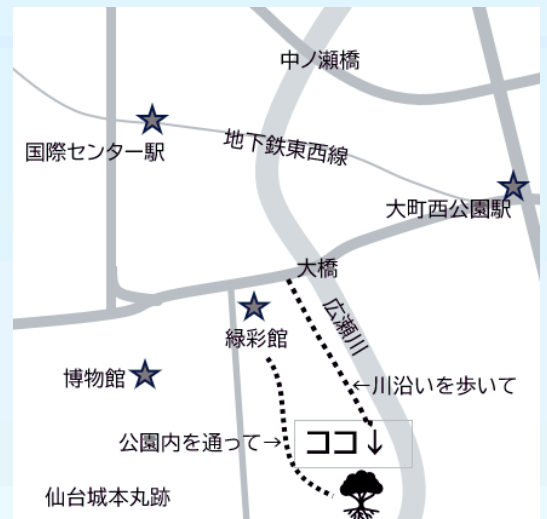 中ノ瀬橋
国際センター駅
地下鉄東西線
大町西公園駅
大橋
広瀬川
緑彩館
博物館
←川沿いを歩いて
公園内を通って→
ココ↓
仙台城本丸跡